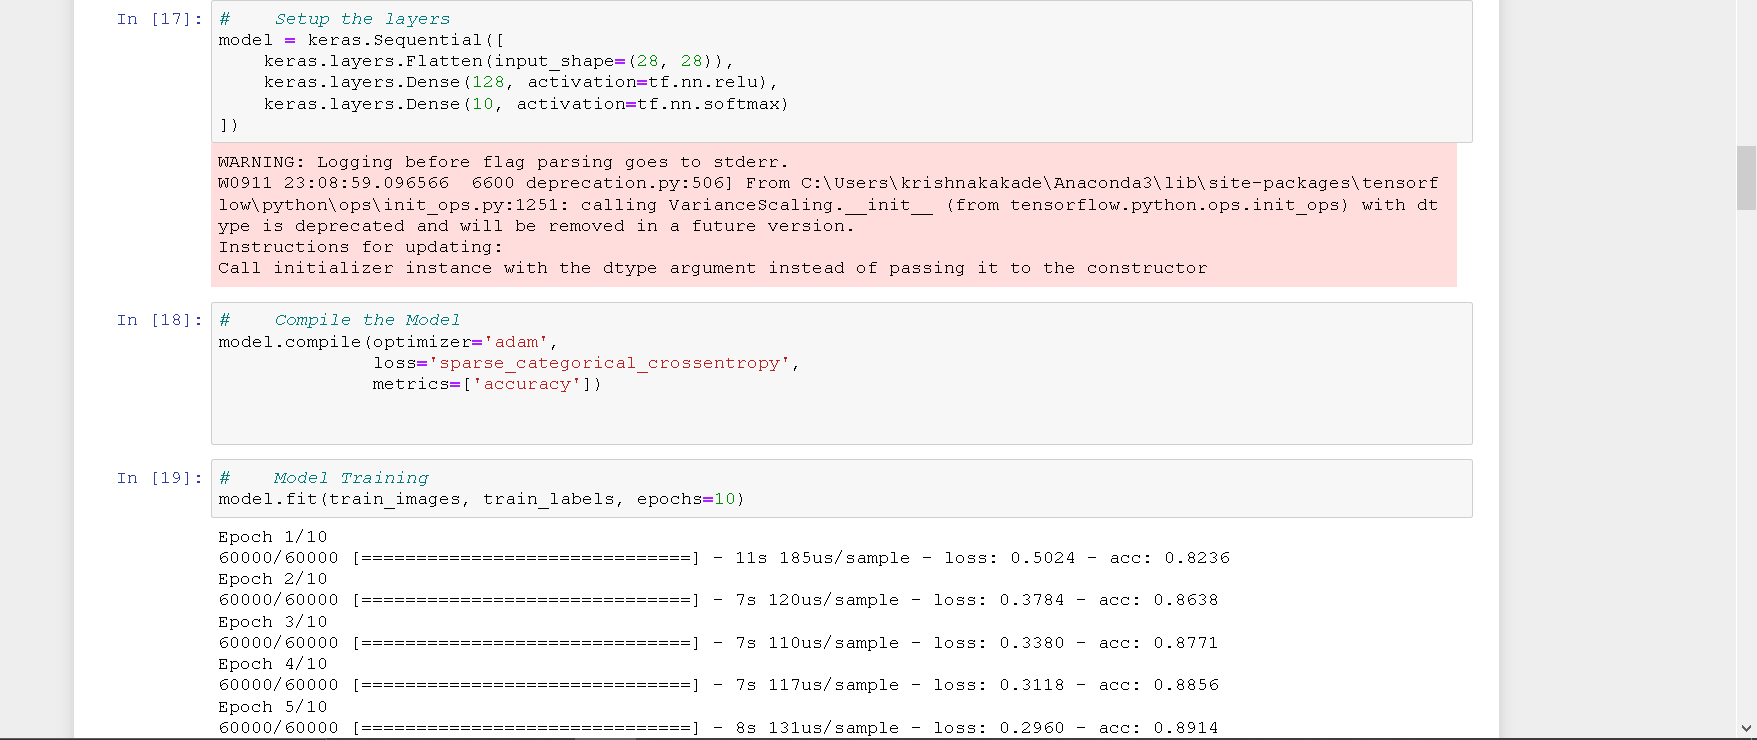 In [17]: #    Setup the layers
model = keras.Sequential([
    keras.layers.Flatten(input_shape=(28, 28)),
    keras.layers.Dense(128, activation=tf.nn.relu),
    keras.layers.Dense(10, activation=tf.nn.softmax)
])
WARNING: Logging before flag parsing goes to stderr.
W0911 23:08:59.096566  6600 deprecation.py:506] From C:\Users\krishnakakade\Anaconda3\lib\site-packages\tensorf
low\python\ops\init_ops.py:1251: calling VarianceScaling.__init__ (from tensorflow.python.ops.init_ops) with dt
ype is deprecated and will be removed in a future version.
Instructions for updating:
Call initializer instance with the dtype argument instead of passing it to the constructor
In [18]: #    Compile the Model
model.compile(optimizer='adam',
              loss='sparse_categorical_crossentropy',
              metrics=['accuracy'])
In [19]: #    Model Training
model.fit(train_images, train_labels, epochs=10)
Epoch 1/10
60000/60000 [==============================] - 11s 185us/sample - loss: 0.5024 - acc: 0.8236
Epoch 2/10
60000/60000 [==============================] - 7s 120us/sample - loss: 0.3784 - acc: 0.8638
Epoch 3/10
60000/60000 [==============================] - 7s 110us/sample - loss: 0.3380 - acc: 0.8771
Epoch 4/10
60000/60000 [==============================] - 7s 117us/sample - loss: 0.3118 - acc: 0.8856
Epoch 5/10
60000/60000 [==============================] - 8s 131us/sample - loss: 0.2960 - acc: 0.8914